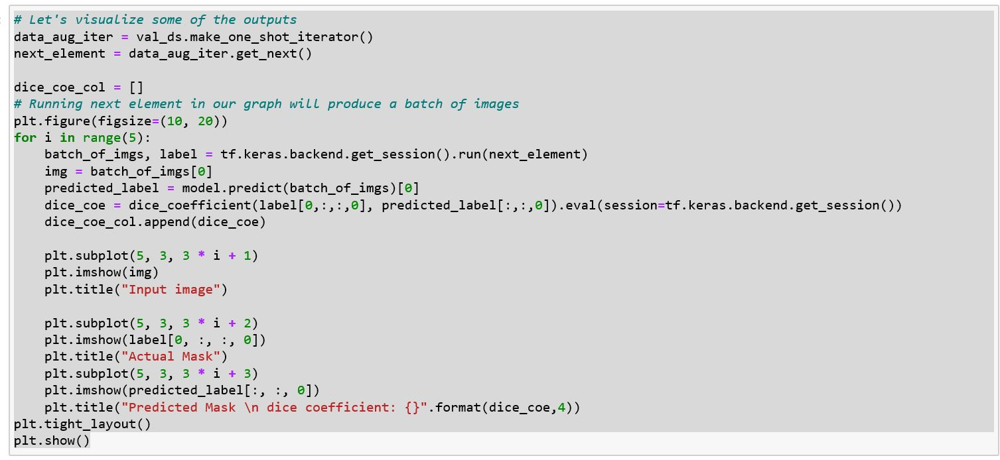 # Let's visualize some of the outputs
data_aug_iter = val_ds.make_one_shot_iterator()
next_element = data_aug_iter.get_next()

dice_coe_col = []
# Running next element in our graph will produce a batch of images
plt.figure(figsize=(10, 20))
for i in range(5):
    batch_of_imgs, label = tf.keras.backend.get_session().run(next_element)
    img = batch_of_imgs[0]
    predicted_label = model.predict(batch_of_imgs)[0]
    dice_coe = dice_coefficient(label[0,:,:,0], predicted_label[:,:,0]).eval(session=tf.keras.backend.get_session())
    dice_coe_col.append(dice_coe)

    plt.subplot(5, 3, 3 * i + 1)
    plt.imshow(img)
    plt.title("Input image")

    plt.subplot(5, 3, 3 * i + 2)
    plt.imshow(label[0, :, :, 0])
    plt.title("Actual Mask")
    plt.subplot(5, 3, 3 * i + 3)
    plt.imshow(predicted_label[:, :, 0])
    plt.title("Predicted Mask \n dice coefficient: {}".format(dice_coe,4))
plt.tight_layout()
plt.show()